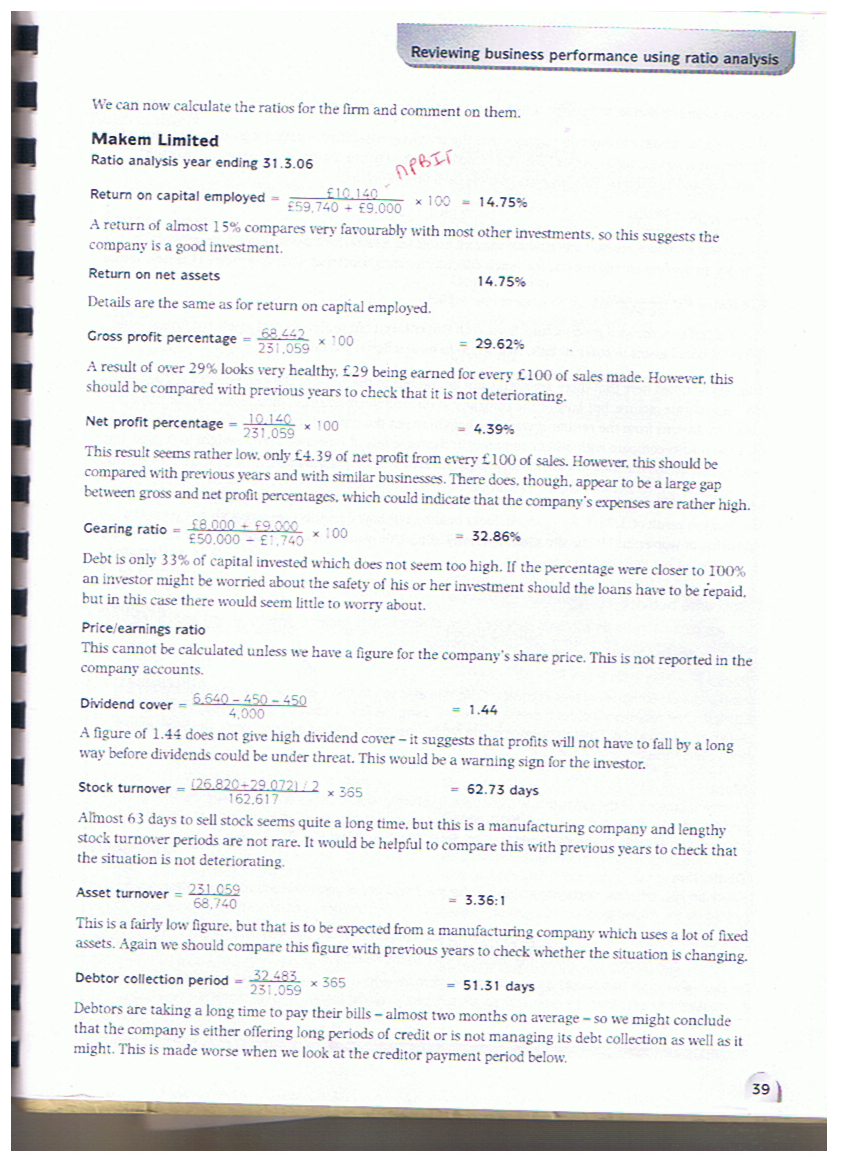 Reviewing business performance using ratio analysis
We can now calculate the ratios for the firm and comment on them.
Makem Limited
Ratio analysis year ending 31.3.06
NPBIT
Return on capital employed = £10,140 / £59,740 + £9,000 × 100 = 14.75%
A return of almost 15% compares very favourably with most other investments, so this suggests the
company is a good investment.
Return on net assets 14.75%
Details are the same as for return on capital employed.
Gross profit percentage = 68,442 / 231,059 × 100 = 29.62%
A result of over 29% looks very healthy, £29 being earned for every £100 of sales made. However, this
should be compared with previous years to check that it is not deteriorating.
Net profit percentage = 10,140 / 231,059 × 100 = 4.39%
This result seems rather low, only £4.39 of net profit from every £100 of sales. However, this should be
compared with previous years and with similar businesses. There does, though, appear to be a large gap
between gross and net profit percentages, which could indicate that the company's expenses are rather high.
Gearing ratio = £8,000 + £9,000 / £50,000 − £1,740 × 100 = 32.86%
Debt is only 33% of capital invested which does not seem too high. If the percentage were closer to 100%
an investor might be worried about the safety of his or her investment should the loans have to be repaid,
but in this case there would seem little to worry about.
Price/earnings ratio
This cannot be calculated unless we have a figure for the company's share price. This is not reported in the
company accounts.
Dividend cover = 6,640 − 450 − 450 / 4,000 = 1.44
A figure of 1.44 does not give high dividend cover – it suggests that profits will not have to fall by a long
way before dividends could be under threat. This would be a warning sign for the investor.
Stock turnover = (26,820+29,072) / 2 / 162,617 × 365 = 62.73 days
Almost 63 days to sell stock seems quite a long time, but this is a manufacturing company and lengthy
stock turnover periods are not rare. It would be helpful to compare this with previous years to check that
the situation is not deteriorating.
Asset turnover = 231,059 / 68,740 = 3.36:1
This is a fairly low figure, but that is to be expected from a manufacturing company which uses a lot of fixed
assets. Again we should compare this figure with previous years to check whether the situation is changing.
Debtor collection period = 32,483 / 231,059 × 365 = 51.31 days
Debtors are taking a long time to pay their bills – almost two months on average – so we might conclude
that the company is either offering long periods of credit or is not managing its debt collection as well as it
might. This is made worse when we look at the creditor payment period below.
39